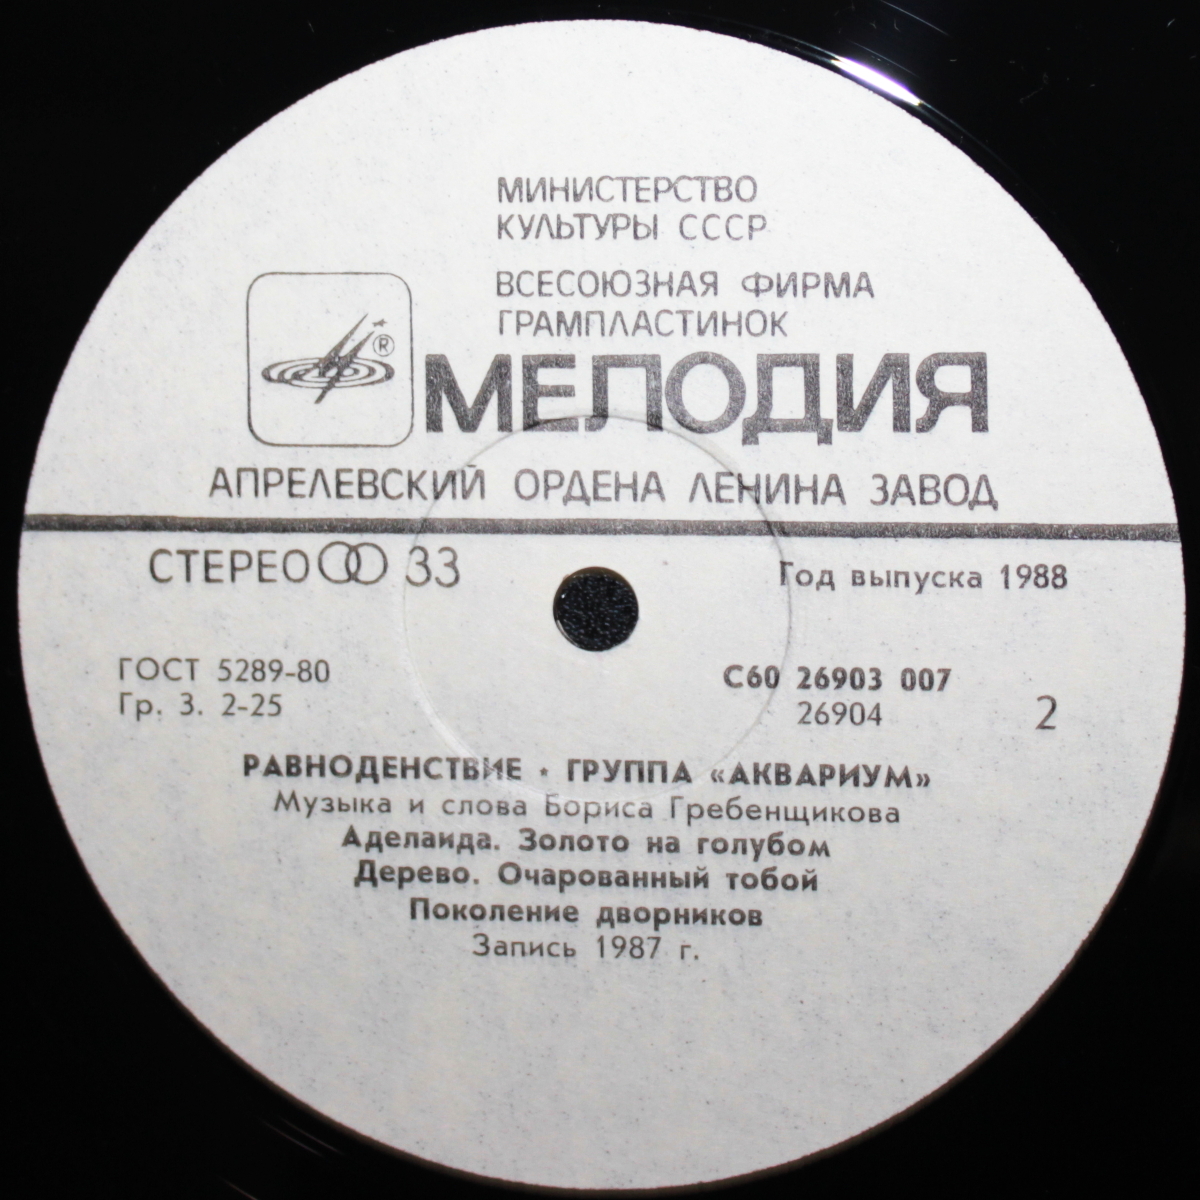 МИНИСТЕРСТВО
КУЛЬТУРЫ СССР
ВСЕСОЮЗНАЯ ФИРМА
ГРАМПЛАСТИНОК
®
МЕЛОДИЯ
АПРЕЛЕВСКИЙ ОРДЕНА ЛЕНИНА ЗАВОД
СТЕРЕО 33
Год выпуска 1988
ГОСТ 5289-80
Гр. 3. 2-25
С60 26903 007
26904
2
РАВНОДЕНСТВИЕ • ГРУППА «АКВАРИУМ»
Музыка и слова Бориса Гребенщикова
Аделаида. Золото на голубом
Дерево. Очарованный тобой
Поколение дворников
Запись 1987 г.